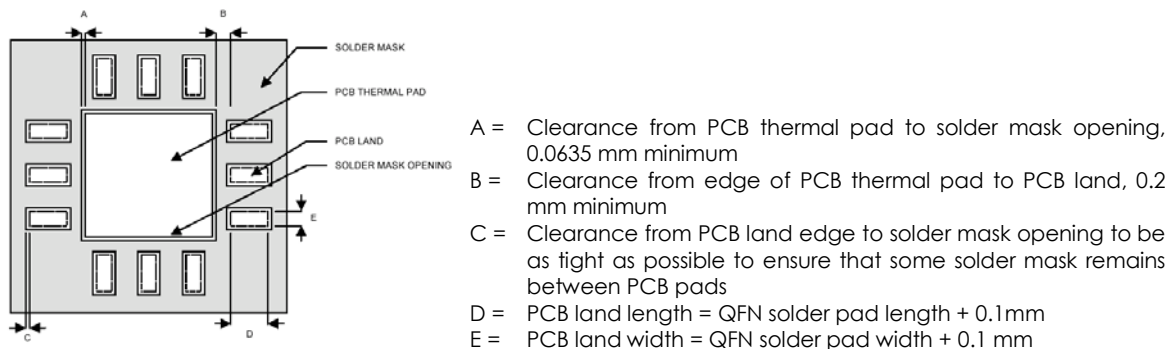 A
B
SOLDER MASK
PCB THERMAL PAD
PCB LAND
SOLDER MASK OPENING
E
C
D
A = Clearance from PCB thermal pad to solder mask opening,
0.0635 mm minimum
B = Clearance from edge of PCB thermal pad to PCB land, 0.2
mm minimum
C = Clearance from PCB land edge to solder mask opening to be
as tight as possible to ensure that some solder mask remains
between PCB pads
D = PCB land length = QFN solder pad length + 0.1mm
E = PCB land width = QFN solder pad width + 0.1 mm